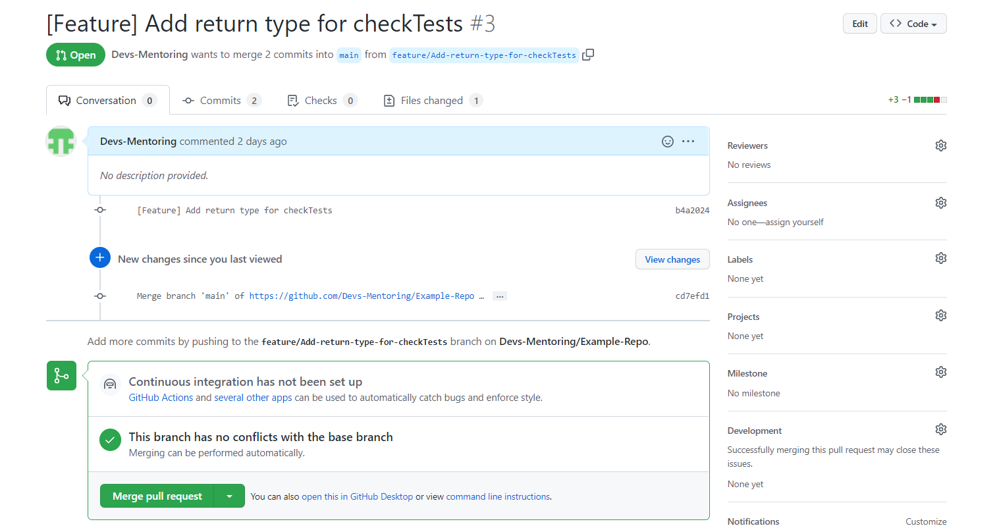 [Feature] Add return type for checkTests #3
Edit
Code
Open
Devs-Mentoring wants to merge 2 commits into main from feature/Add-return-type-for-checkTests
Conversation 0
Commits 2
Checks 0
Files changed 1
+3 −1
Devs-Mentoring commented 2 days ago
No description provided.
[Feature] Add return type for checkTests b4a2024
New changes since you last viewed
View changes
Merge branch 'main' of https://github.com/Devs-Mentoring/Example-Repo … ... cd7efd1
Add more commits by pushing to the feature/Add-return-type-for-checkTests branch on Devs-Mentoring/Example-Repo.
Continuous integration has not been set up
GitHub Actions and several other apps can be used to automatically catch bugs and enforce style.
This branch has no conflicts with the base branch
Merging can be performed automatically.
Merge pull request
You can also open this in GitHub Desktop or view command line instructions.
Reviewers
No reviews
Assignees
No one—assign yourself
Labels
None yet
Projects
None yet
Milestone
No milestone
Development
Successfully merging this pull request may close these
issues.
None yet
Notifications
Customize